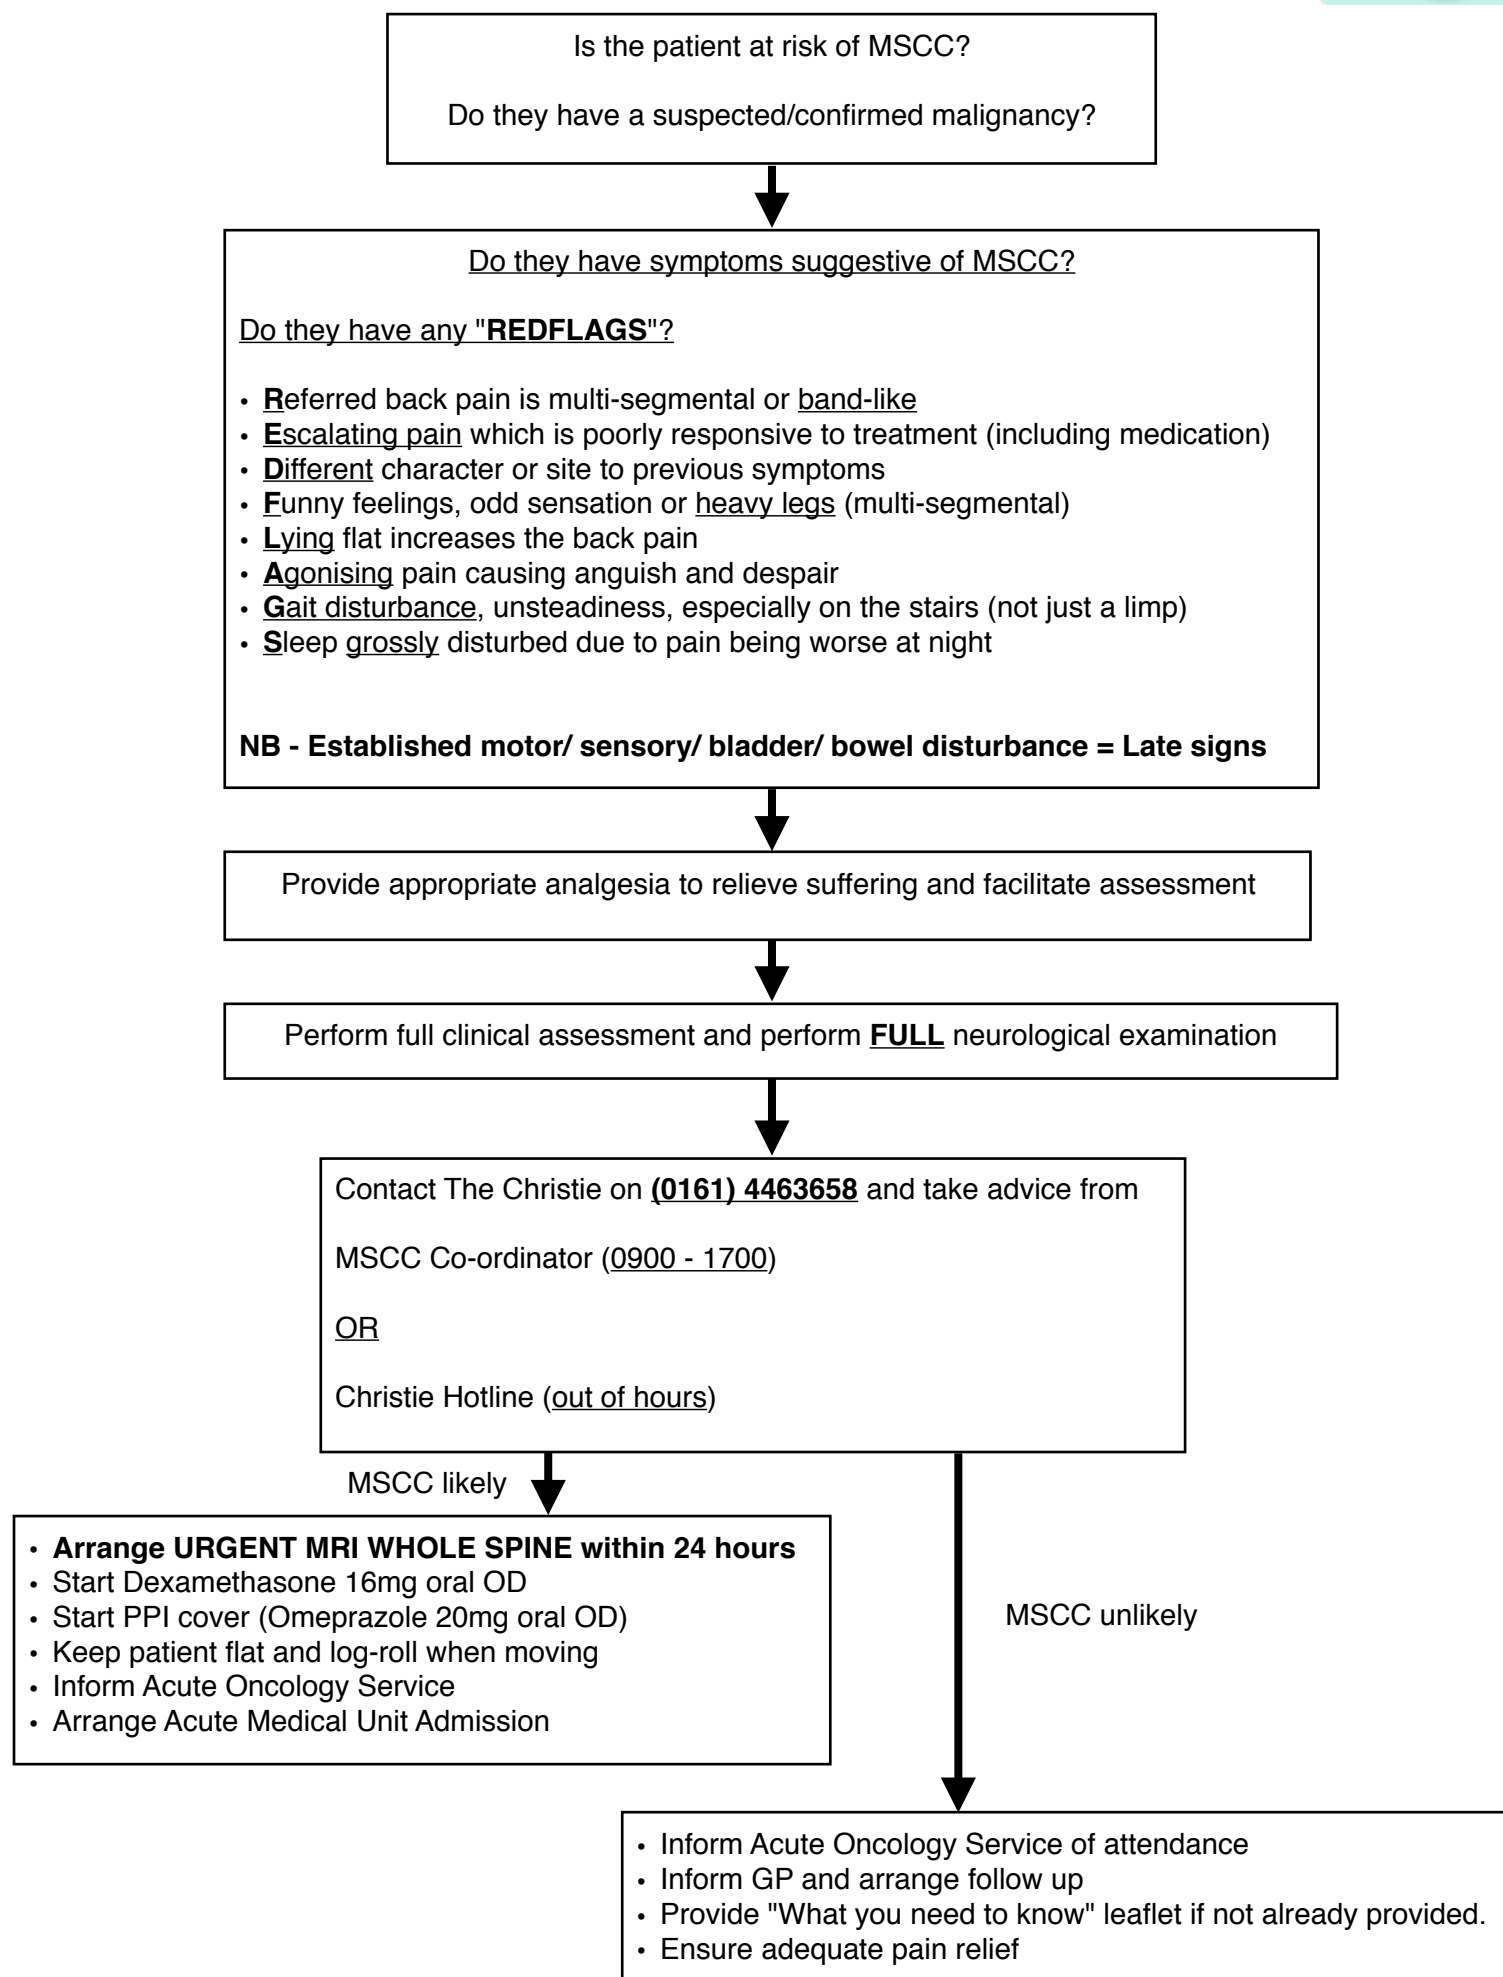 Is the patient at risk of MSCC?
Do they have a suspected/confirmed malignancy?
Do they have symptoms suggestive of MSCC?
Do they have any "REDFLAGS"?
• Referred back pain is multi-segmental or band-like
• Escalating pain which is poorly responsive to treatment (including medication)
• Different character or site to previous symptoms
• Funny feelings, odd sensation or heavy legs (multi-segmental)
• Lying flat increases the back pain
• Agonising pain causing anguish and despair
• Gait disturbance, unsteadiness, especially on the stairs (not just a limp)
• Sleep grossly disturbed due to pain being worse at night
NB - Established motor/ sensory/ bladder/ bowel disturbance = Late signs
Provide appropriate analgesia to relieve suffering and facilitate assessment
Perform full clinical assessment and perform FULL neurological examination
Contact The Christie on (0161) 4463658 and take advice from
MSCC Co-ordinator (0900 - 1700)
OR
Christie Hotline (out of hours)
MSCC likely
• Arrange URGENT MRI WHOLE SPINE within 24 hours
• Start Dexamethasone 16mg oral OD
• Start PPI cover (Omeprazole 20mg oral OD)
• Keep patient flat and log-roll when moving
• Inform Acute Oncology Service
• Arrange Acute Medical Unit Admission
MSCC unlikely
• Inform Acute Oncology Service of attendance
• Inform GP and arrange follow up
• Provide "What you need to know" leaflet if not already provided.
• Ensure adequate pain relief